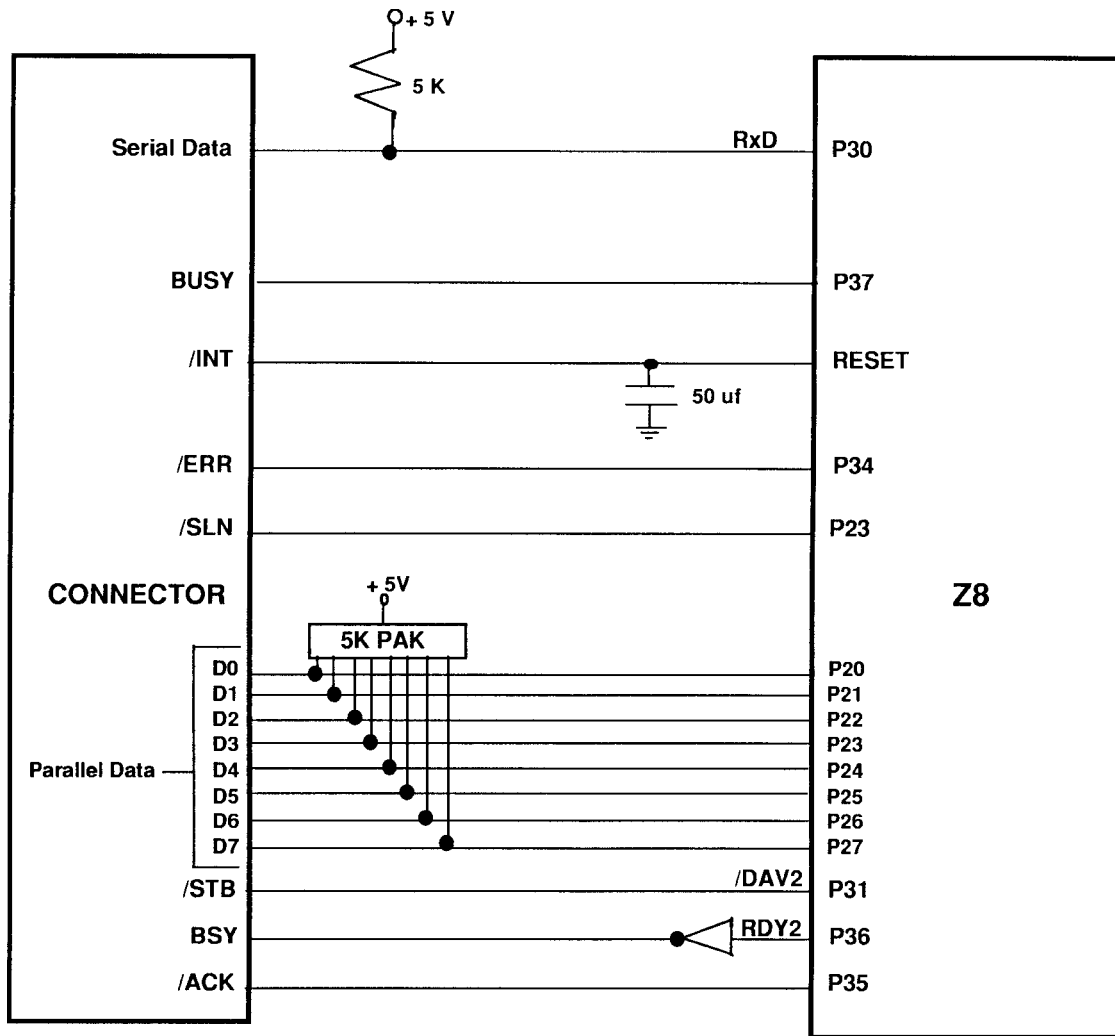 + 5 V
5 K
Serial Data RxD P30
BUSY P37
/INT RESET
50 uf
/ERR P34
/SLN P23
CONNECTOR Z8
+ 5V
5K PAK
D0 P20
D1 P21
D2 P22
D3 P23
Parallel Data D4 P24
D5 P25
D6 P26
D7 P27
/STB /DAV2 P31
BSY RDY2 P36
/ACK P35